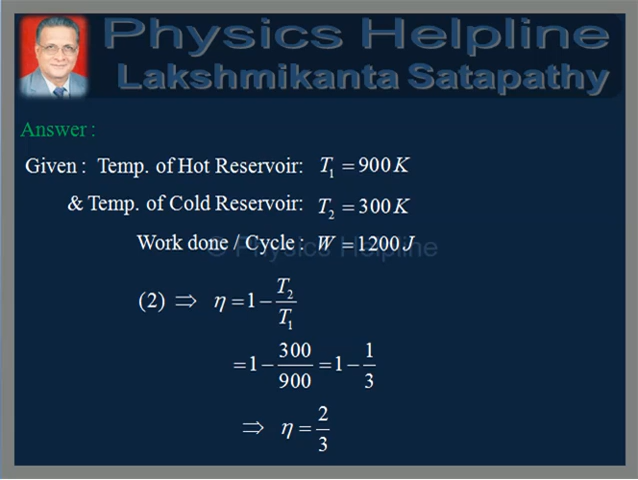 Physics Helpline
Lakshmikanta Satapathy
Answer :
Given : Temp. of Hot Reservoir: T₁ = 900 K
& Temp. of Cold Reservoir: T₂ = 300 K
Work done / Cycle : W = 1200 J
© Physics Helpline
(2) ⇒ η = 1 − T₂/T₁
= 1 − 300/900 = 1 − 1/3
⇒ η = 2/3